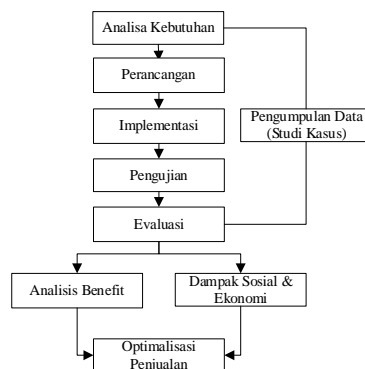 Analisa Kebutuhan
Perancangan
Implementasi
Pengumpulan Data
(Studi Kasus)
Pengujian
Evaluasi
Analisis Benefit
Dampak Sosial &
Ekonomi
Optimalisasi
Penjualan